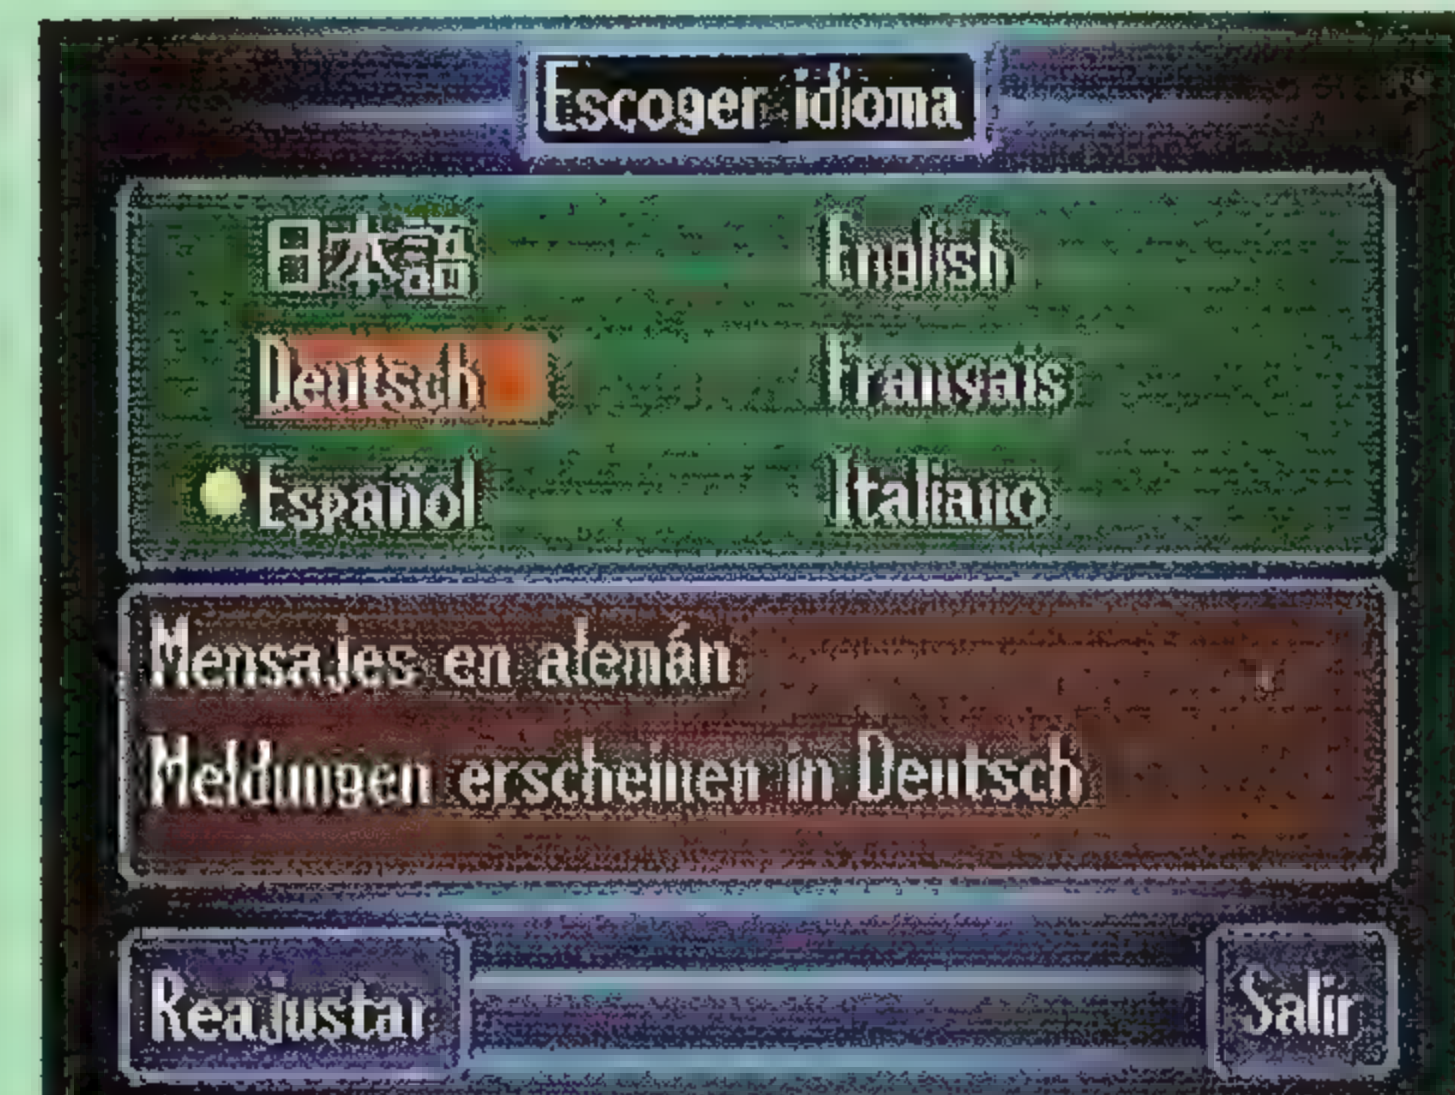 Escoger idioma
日本語 English
Deutsch Français
Español Italiano
Mensajes en alemán
Meldungen erscheinen in Deutsch
Reajustar Salir